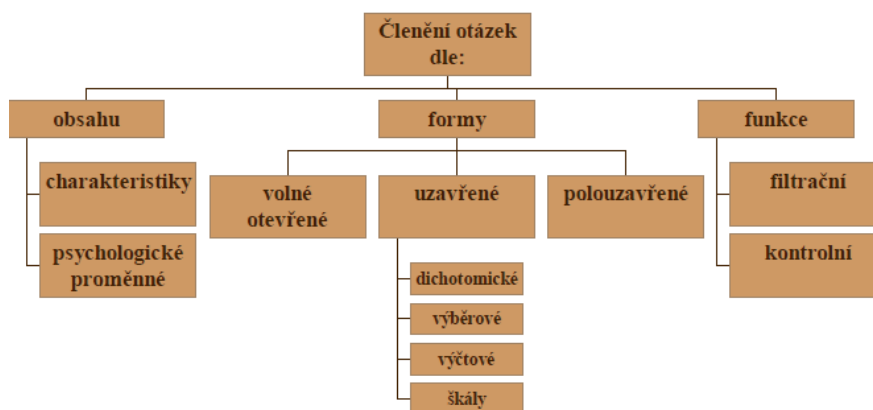 Členění otázek
dle:
obsahu
formy
funkce
charakteristiky
psychologické
proměnné
volné
otevřené
uzavřené
polouzavřené
dichotomické
výběrové
výčtové
škály
filtrační
kontrolní